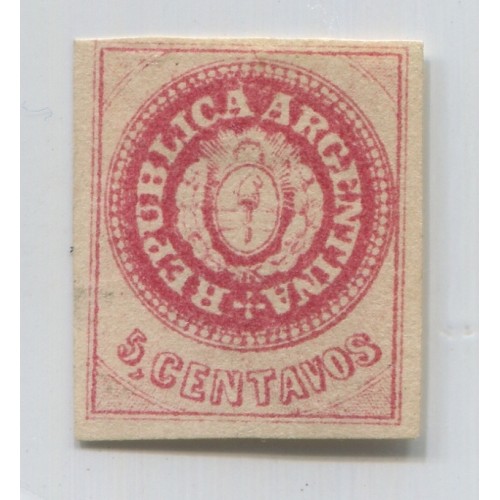 REPUBLICA ARGENTINA
5, CENTAVOS